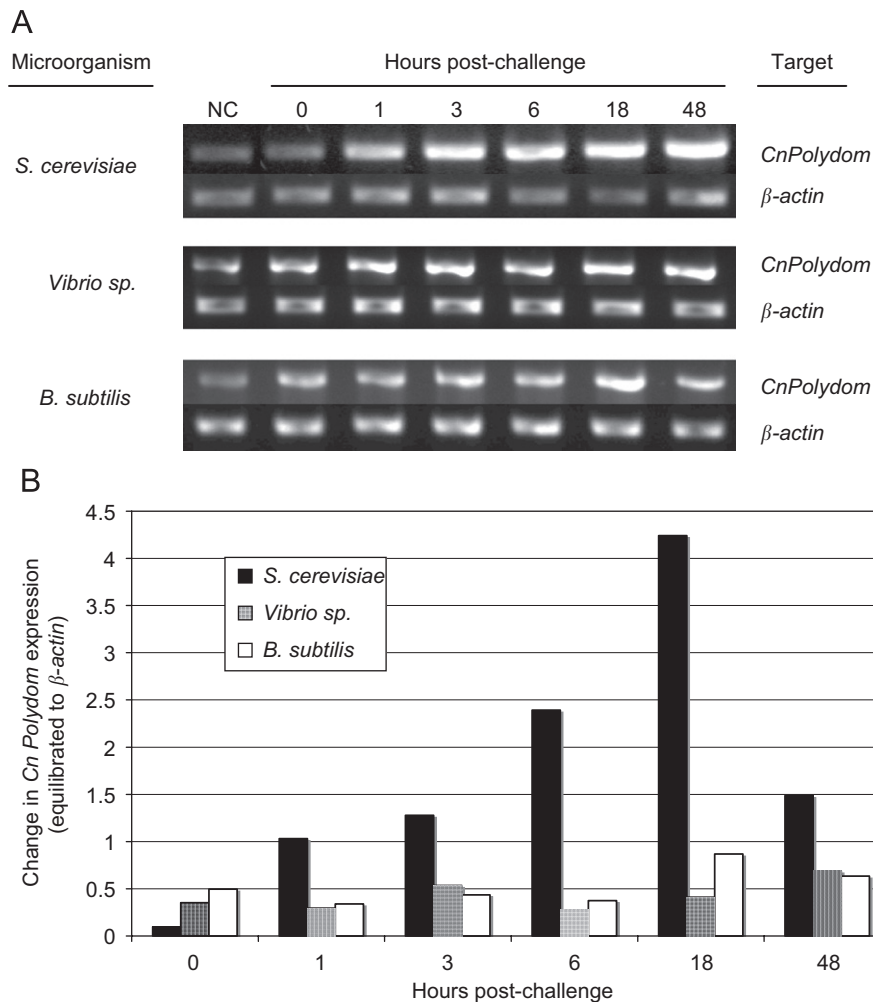 A
Microorganism Hours post-challenge Target
NC 0 1 3 6 18 48
S. cerevisiae CnPolydom
β-actin
Vibrio sp. CnPolydom
β-actin
B. subtilis CnPolydom
β-actin
B
Change in Cn Polydom expression
(equilibrated to β-actin)
4.5
4
3.5
3
2.5
2
1.5
1
0.5
0
S. cerevisiae
Vibrio sp.
B. subtilis
0 1 3 6 18 48
Hours post-challenge